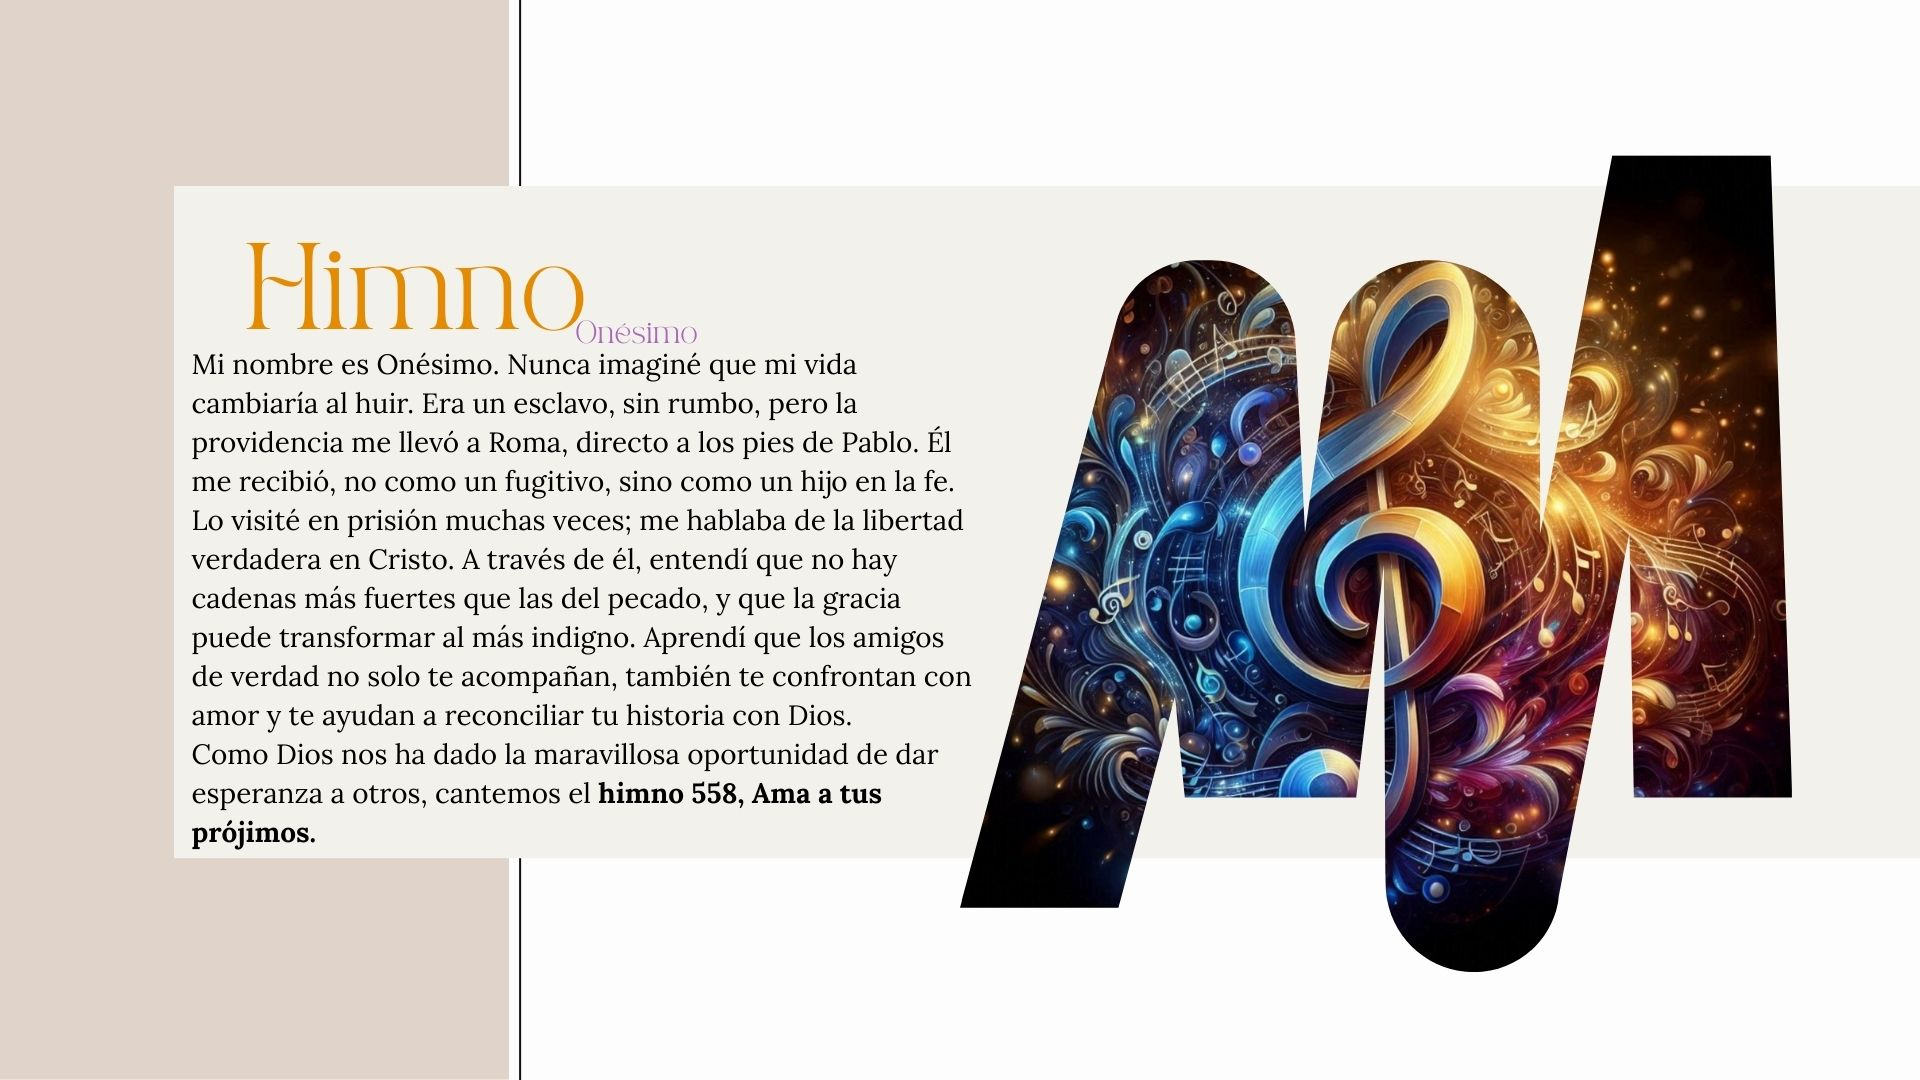 Himno
Onésimo
Mi nombre es Onésimo. Nunca imaginé que mi vida
cambiaría al huir. Era un esclavo, sin rumbo, pero la
providencia me llevó a Roma, directo a los pies de Pablo. Él
me recibió, no como un fugitivo, sino como un hijo en la fe.
Lo visité en prisión muchas veces; me hablaba de la libertad
verdadera en Cristo. A través de él, entendí que no hay
cadenas más fuertes que las del pecado, y que la gracia
puede transformar al más indigno. Aprendí que los amigos
de verdad no solo te acompañan, también te confrontan con
amor y te ayudan a reconciliar tu historia con Dios.
Como Dios nos ha dado la maravillosa oportunidad de dar
esperanza a otros, cantemos el himno 558, Ama a tus
prójimos.